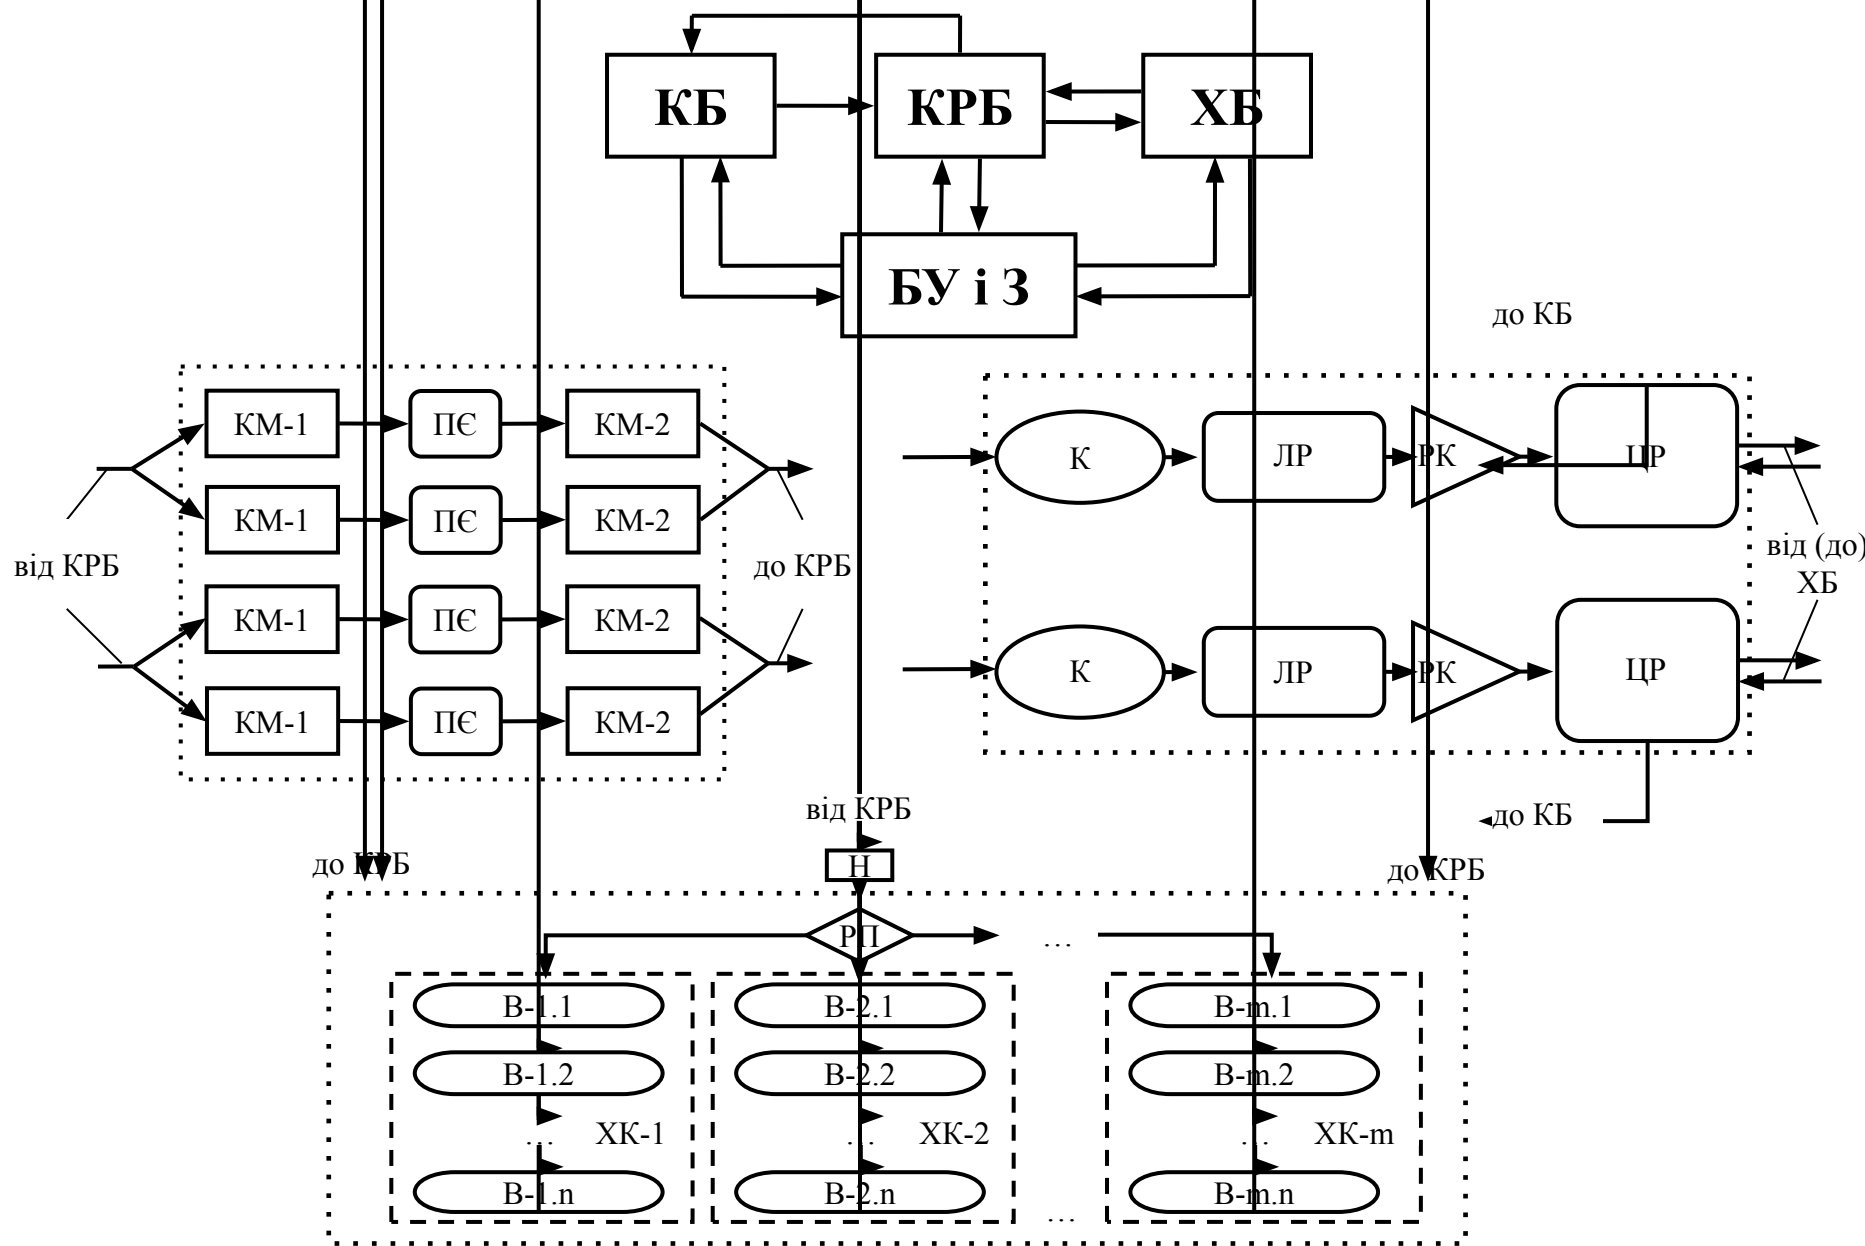 КБ КРБ ХБ
БУ і З
до КБ
КМ-1 ПЄ КМ-2
К ЛР РК ЦР
КМ-1 ПЄ КМ-2
від КРБ
до КРБ
від (до)
ХБ
КМ-1 ПЄ КМ-2
К ЛР РК ЦР
КМ-1 ПЄ КМ-2
від КРБ
до КБ
до КРБ
Н
до КРБ
РП
…
В-1.1 В-2.1 В-m.1
В-1.2 В-2.2 В-m.2
… ХК-1 … ХК-2 … ХК-m
В-1.n В-2.n В-m.n
…